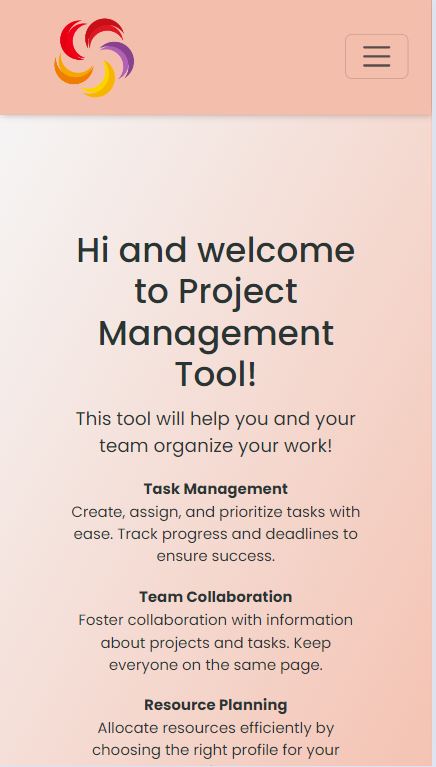 Hi and welcome
to Project
Management
Tool!
This tool will help you and your
team organize your work!
Task Management
Create, assign, and prioritize tasks with
ease. Track progress and deadlines to
ensure success.
Team Collaboration
Foster collaboration with information
about projects and tasks. Keep
everyone on the same page.
Resource Planning
Allocate resources efficiently by
choosing the right profile for your